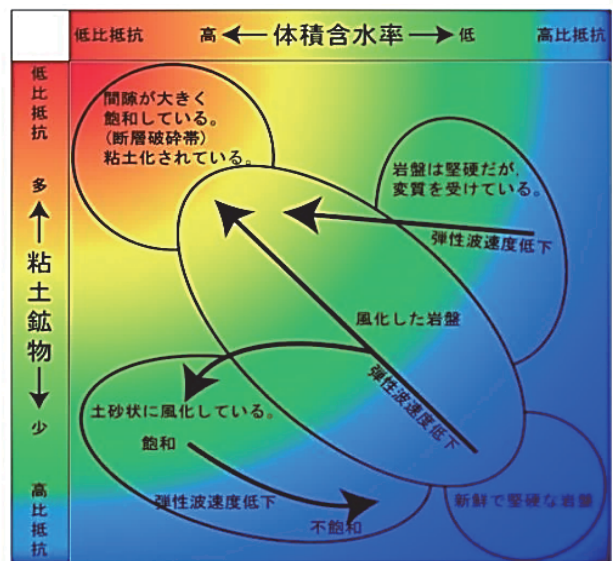 低比抵抗 高 ← 体積含水率 → 低 高比抵抗
低比抵抗
多
↑
粘土鉱物
↓
少
高比抵抗
間隙が大きく
飽和している。
(断層破砕帯)
粘土化されている。
岩盤は堅硬だが、
変質を受けている。
弾性波速度低下
風化した岩盤
弾性波速度低下
土砂状に風化している。
飽和
弾性波速度低下
不飽和
新鮮で堅硬な岩盤